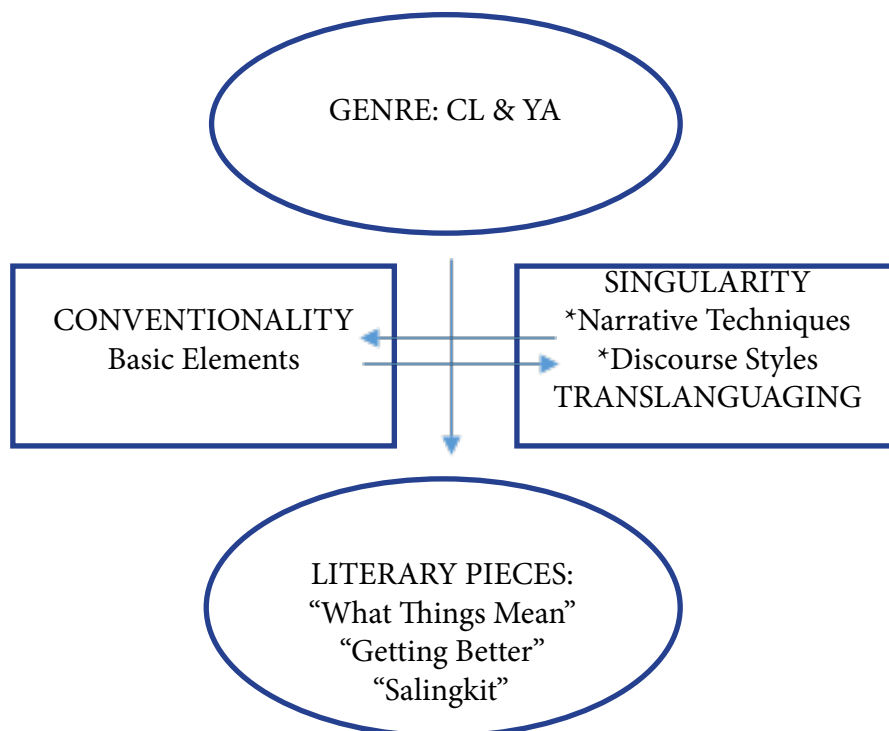 GENRE: CL & YA
CONVENTIONALITY
Basic Elements
SINGULARITY
*Narrative Techniques
*Discourse Styles
TRANSLANGUAGING
LITERARY PIECES:
“What Things Mean”
“Getting Better”
“Salingkit”